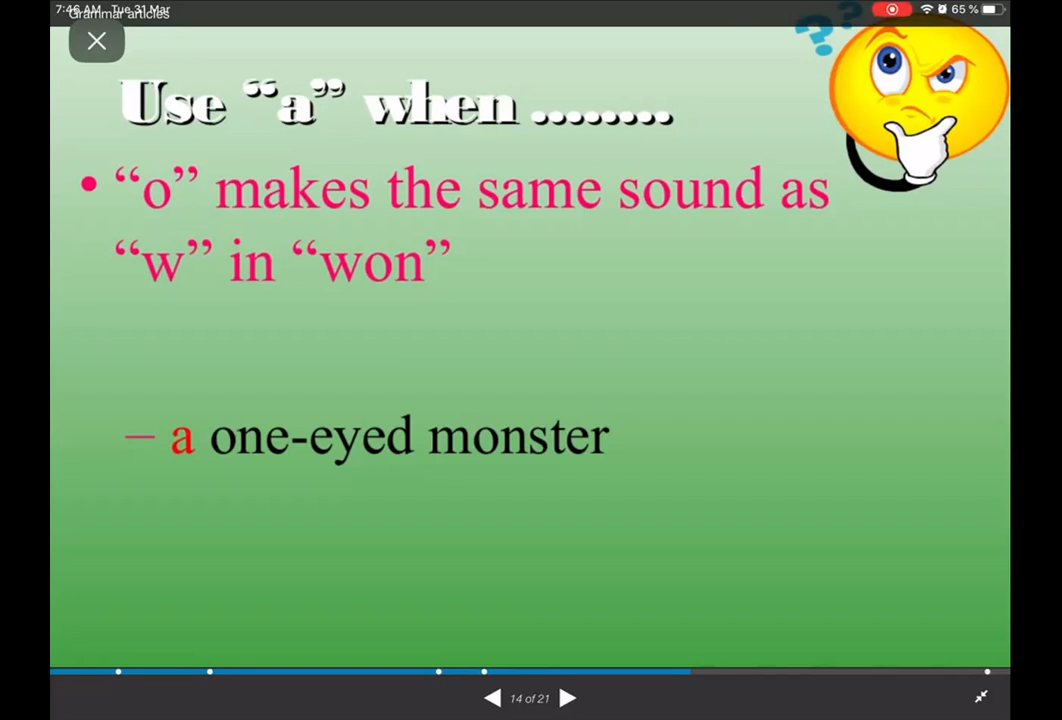 7:46 AM Tue 31 Mar
65 %
Grammar articles
? ?
Use “a” when ........
• “o” makes the same sound as
“w” in “won”
– a one-eyed monster
14 of 21